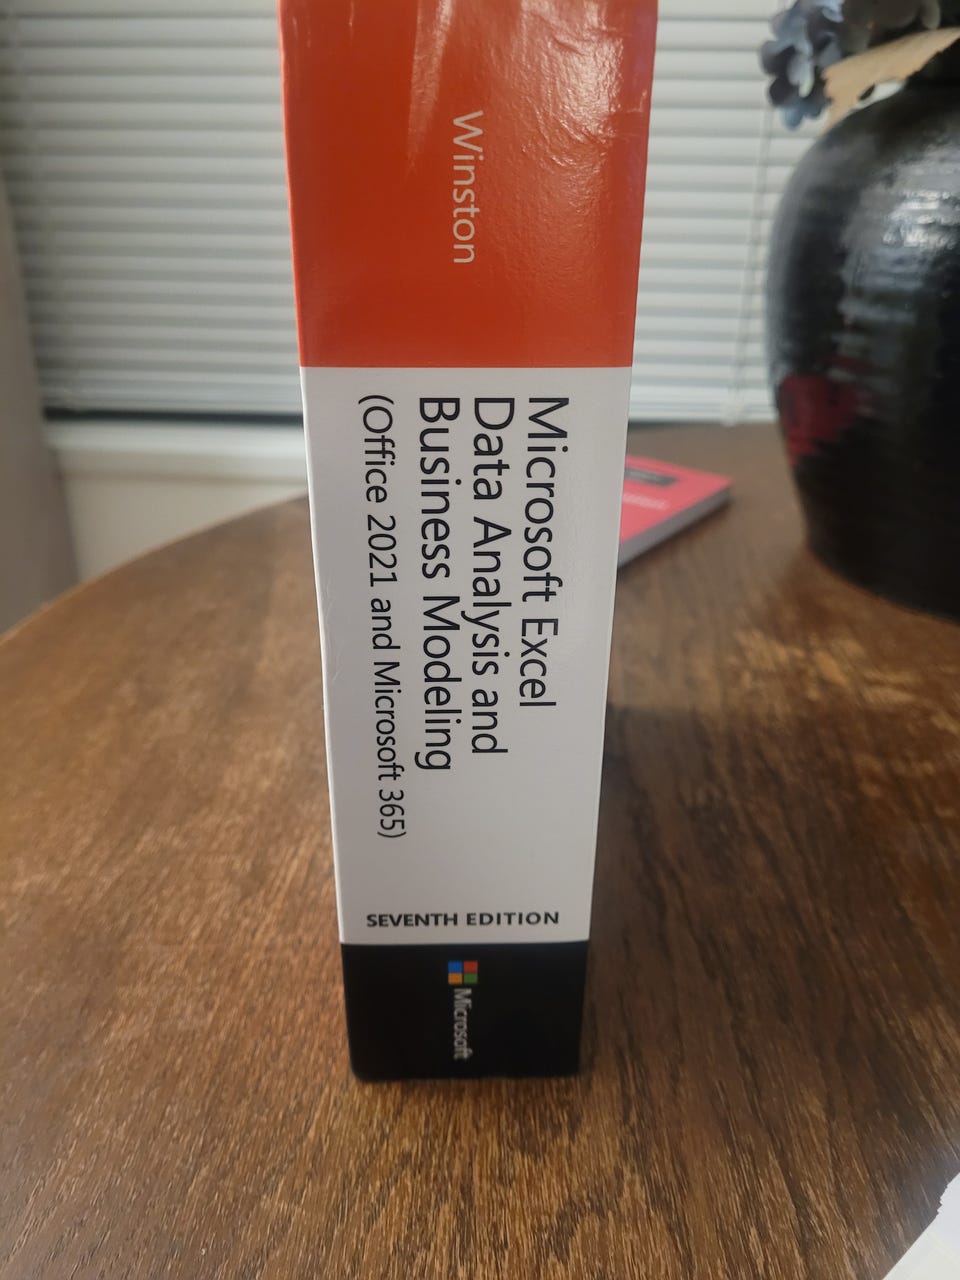 Winston
Microsoft Excel
Data Analysis and
Business Modeling
(Office 2021 and Microsoft 365)
SEVENTH EDITION
Microsoft